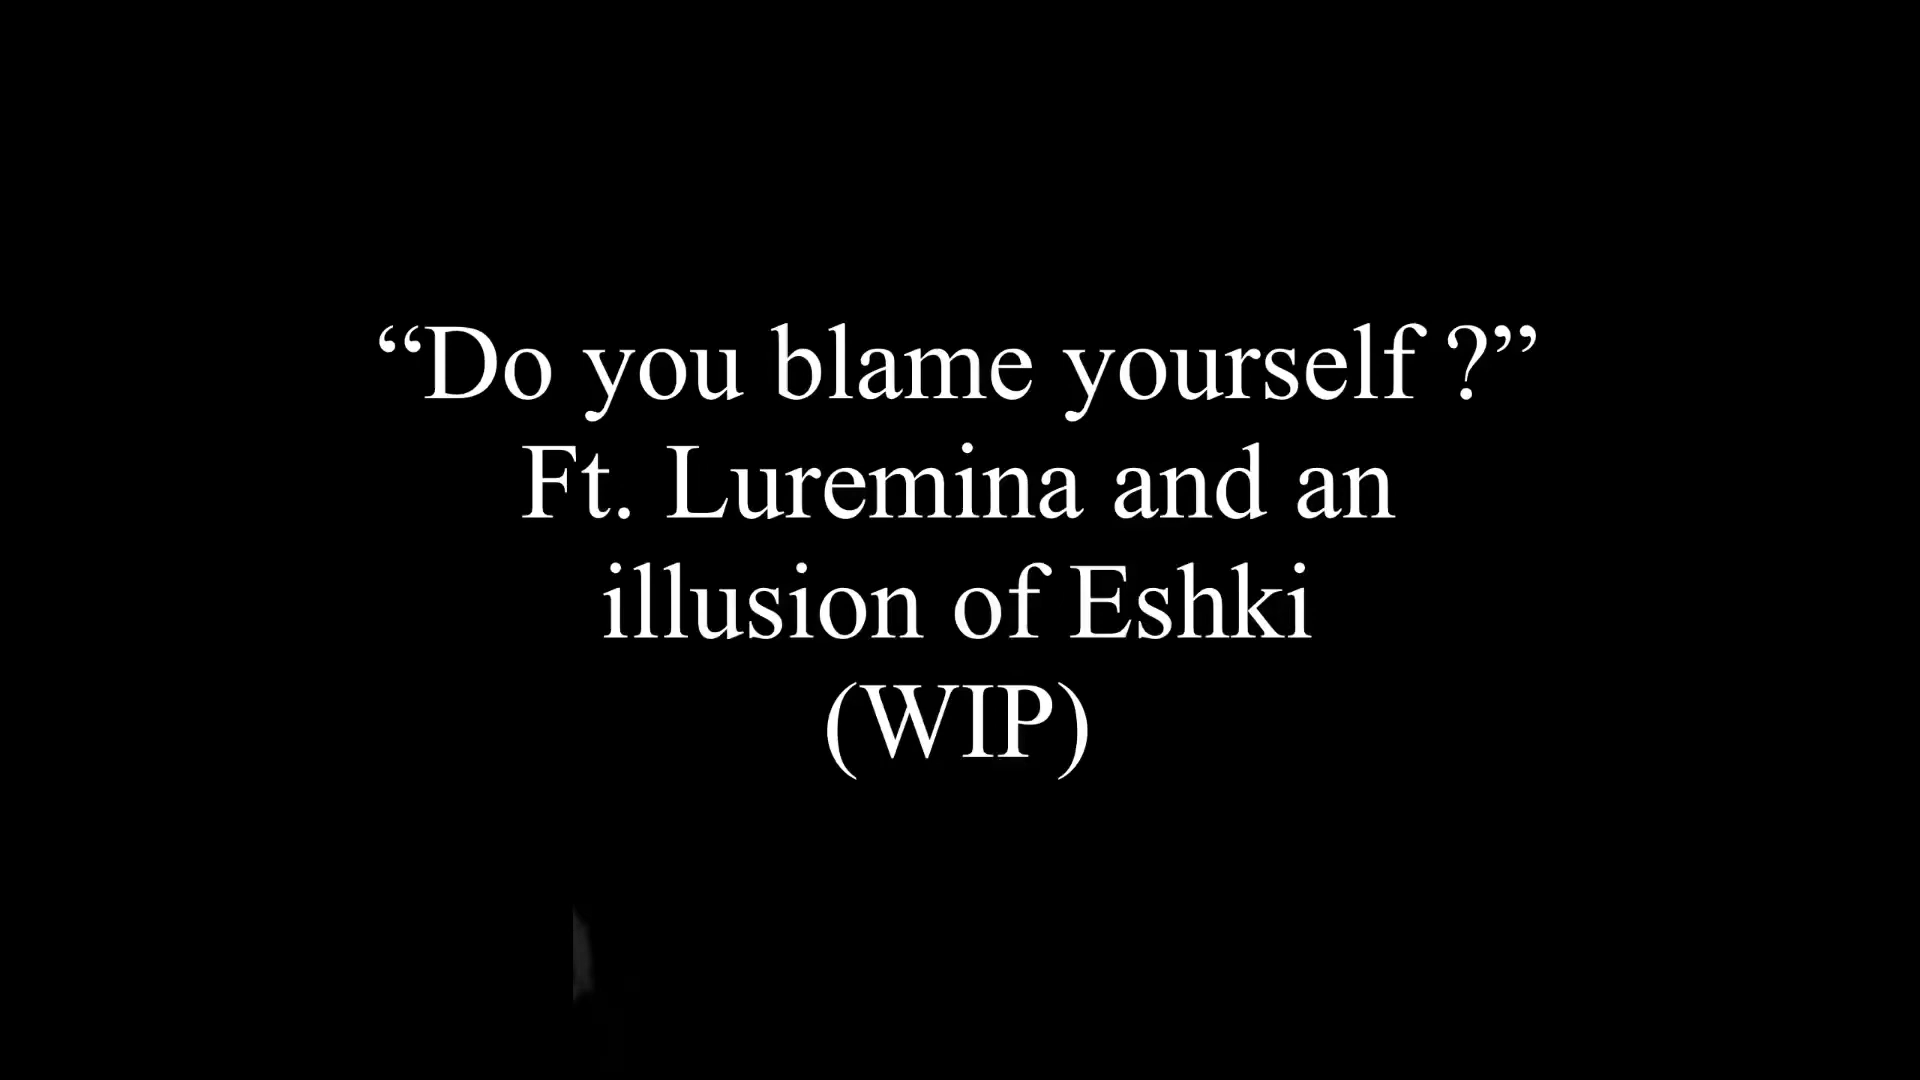 “Do you blame yourself ?”
Ft. Luremina and an
illusion of Eshki
(WIP)